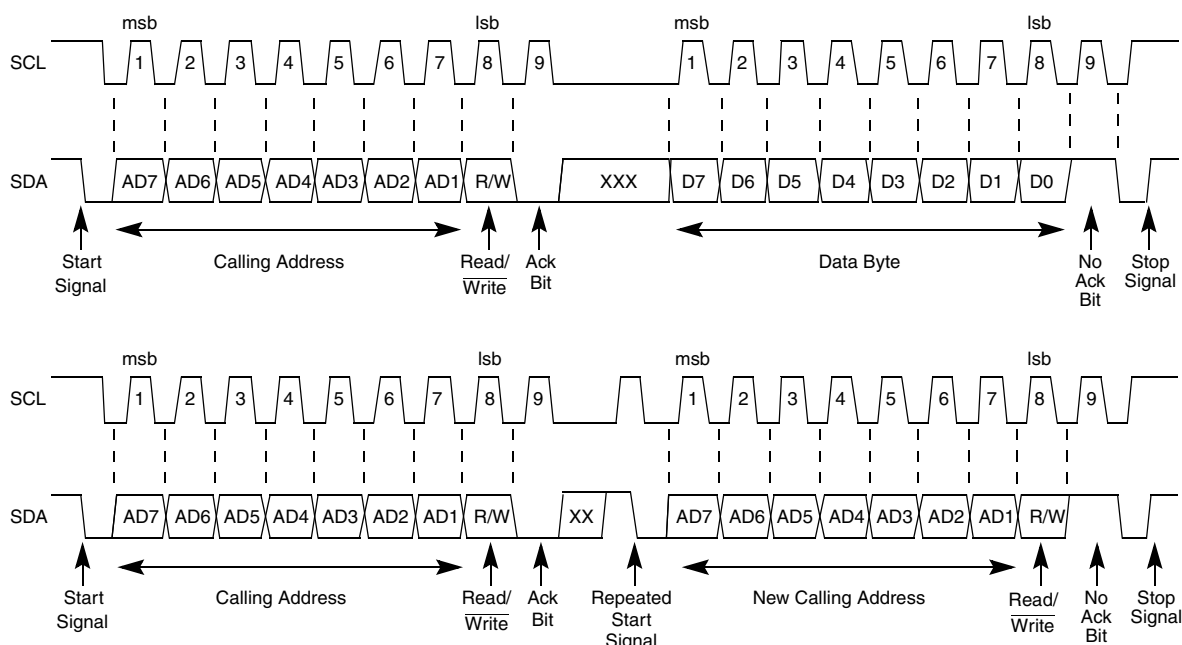 msb lsb msb lsb
SCL 1 2 3 4 5 6 7 8 9 1 2 3 4 5 6 7 8 9
SDA AD7 AD6 AD5 AD4 AD3 AD2 AD1 R/W XXX D7 D6 D5 D4 D3 D2 D1 D0
Start
Signal
Calling Address
Read/
Write
Ack
Bit
Data Byte
No
Ack
Bit
Stop
Signal
msb lsb msb lsb
SCL 1 2 3 4 5 6 7 8 9 1 2 3 4 5 6 7 8 9
SDA AD7 AD6 AD5 AD4 AD3 AD2 AD1 R/W XX AD7 AD6 AD5 AD4 AD3 AD2 AD1 R/W
Start
Signal
Calling Address
Read/
Write
Ack
Bit
Repeated
Start
Signal
New Calling Address
Read/
Write
No
Ack
Bit
Stop
Signal